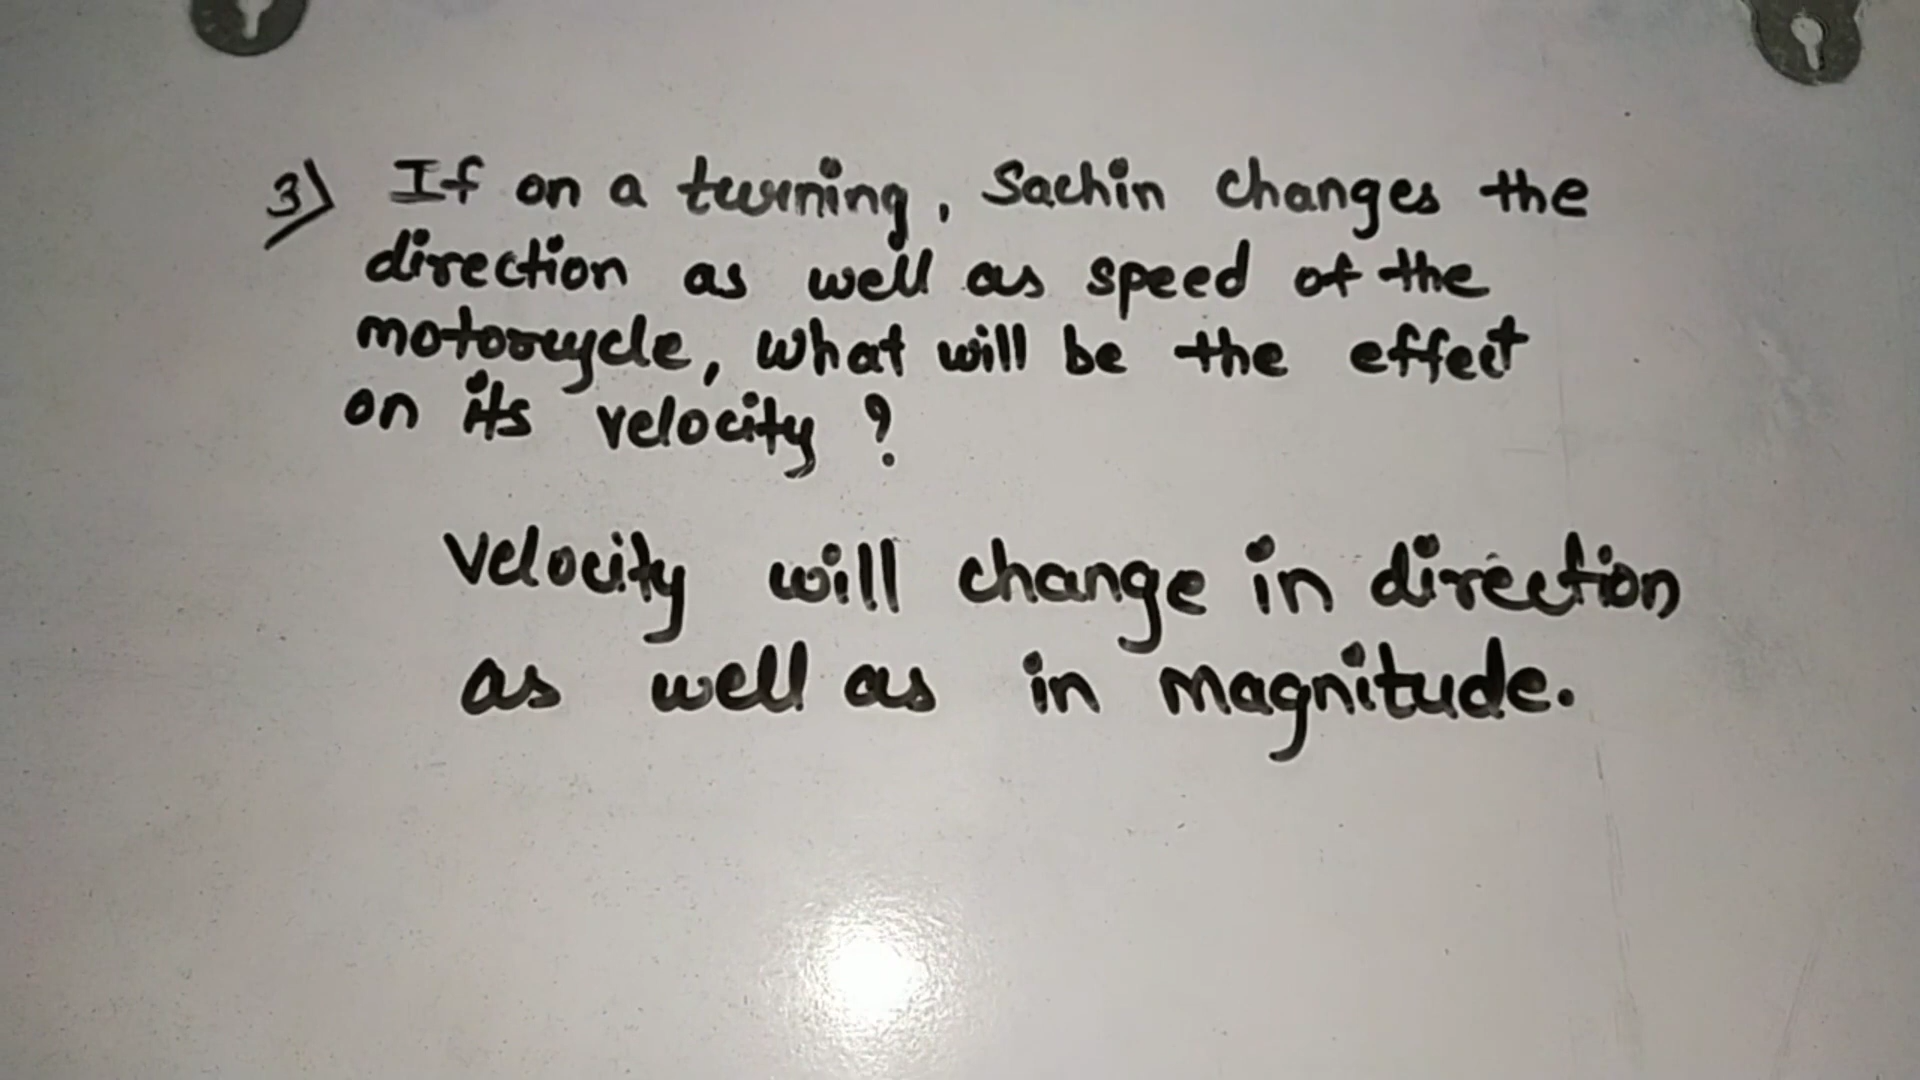 3) If on a turning, Sachin changes the
direction as well as speed of the
motorcycle, what will be the effect
on its velocity ?
Velocity will change in direction
as well as in magnitude.